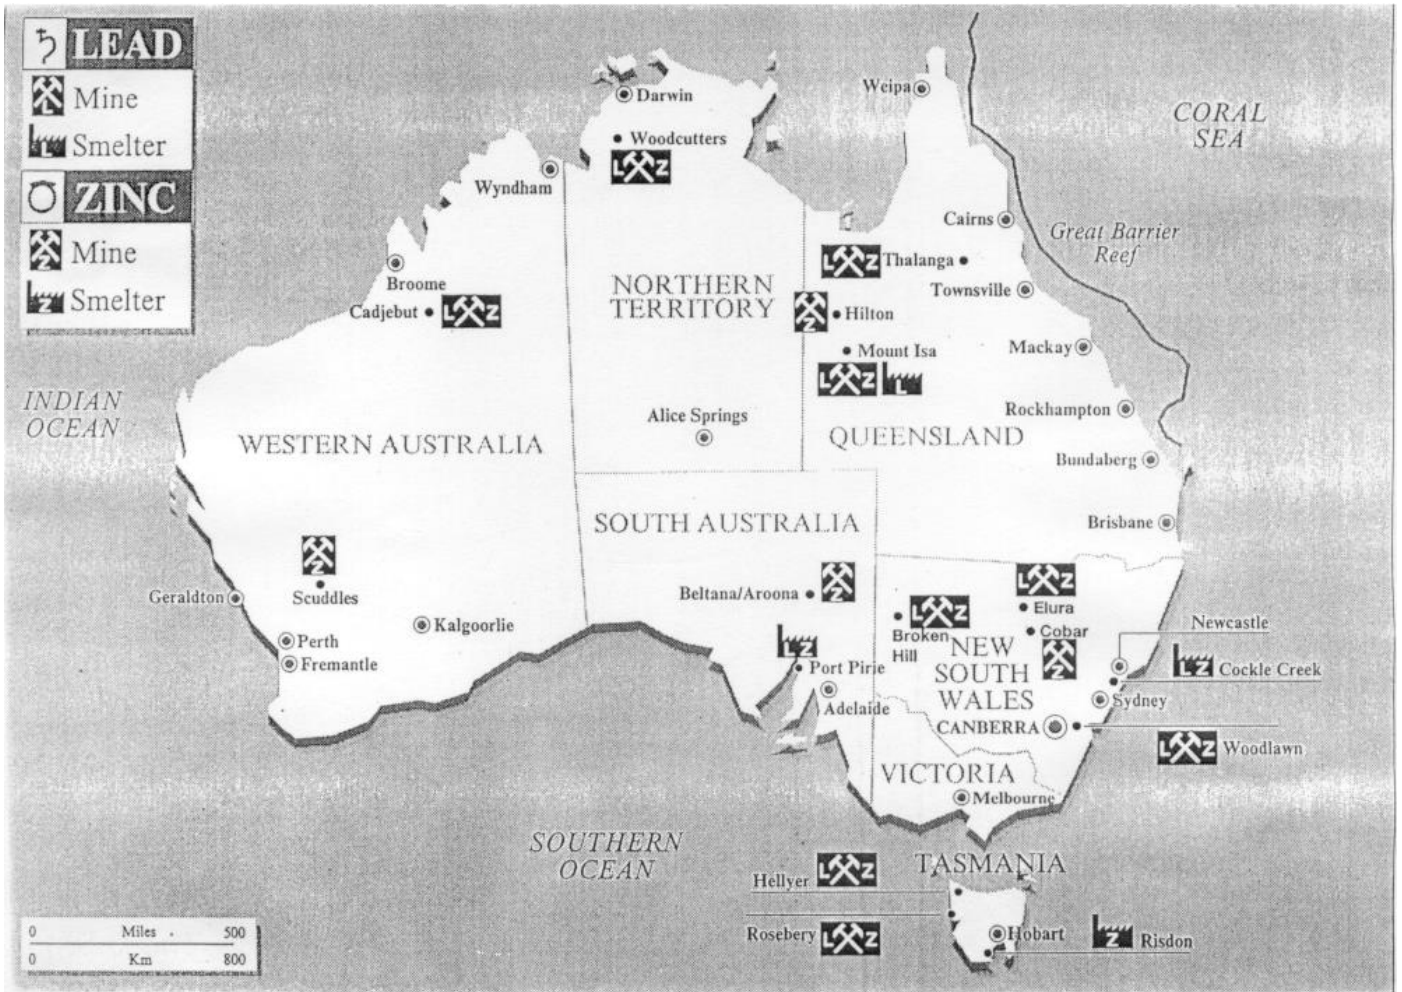 LEAD
L Mine
L Smelter
ZINC
Z Mine
Z Smelter
CORAL
SEA
Great Barrier
Reef
INDIAN
OCEAN
SOUTHERN
OCEAN
Darwin
Woodcutters
L Z
Wyndham
Weipa
Cairns
L Z Thalanga
Townsville
NORTHERN
TERRITORY
Broome
Cadjebut L Z
Z Hilton
Mount Isa
L Z L
Mackay
Alice Springs
Rockhampton
WESTERN AUSTRALIA
QUEENSLAND
Bundaberg
Brisbane
SOUTH AUSTRALIA
Z
Scuddles
Geraldton
Perth
Fremantle
Kalgoorlie
Beltana/Aroona Z
L Z
Port Pirie
Adelaide
L Z
Broken
Hill
L Z
Elura
Cobar
Z
NEW
SOUTH
WALES
Newcastle
L Z Cockle Creek
Sydney
CANBERRA
L Z Woodlawn
VICTORIA
Melbourne
TASMANIA
Hellyer L Z
Rosebery L Z
Hobart
Z Risdon
0 Miles 500
0 Km 800